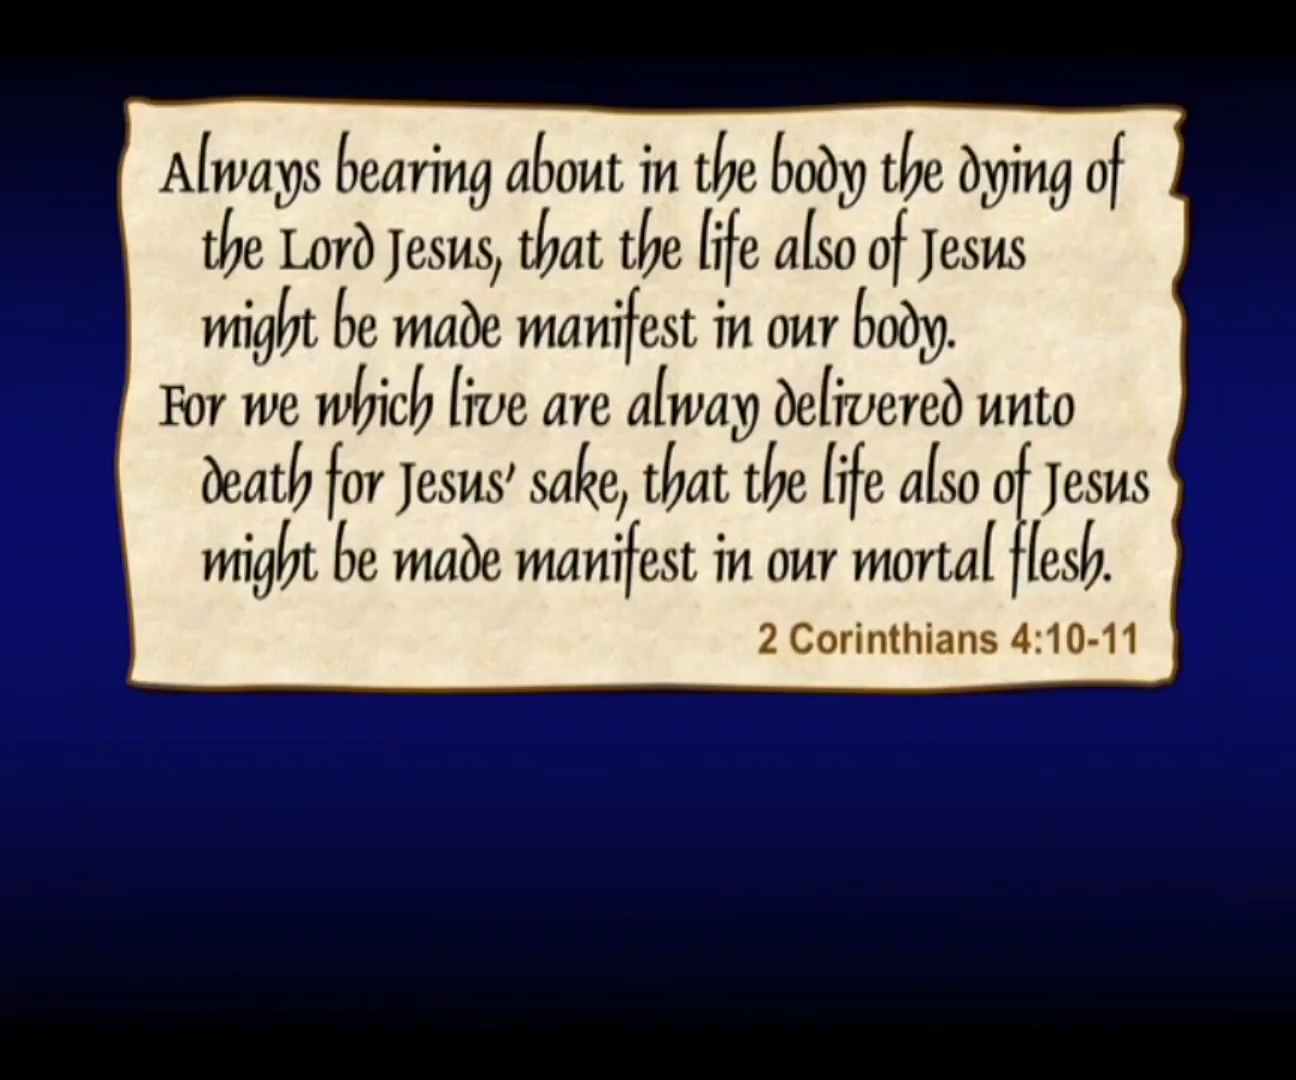 Always bearing about in the body the dying of
the Lord Jesus, that the life also of Jesus
might be made manifest in our body.
For we which live are alway delivered unto
death for Jesus' sake, that the life also of Jesus
might be made manifest in our mortal flesh.
2 Corinthians 4:10-11